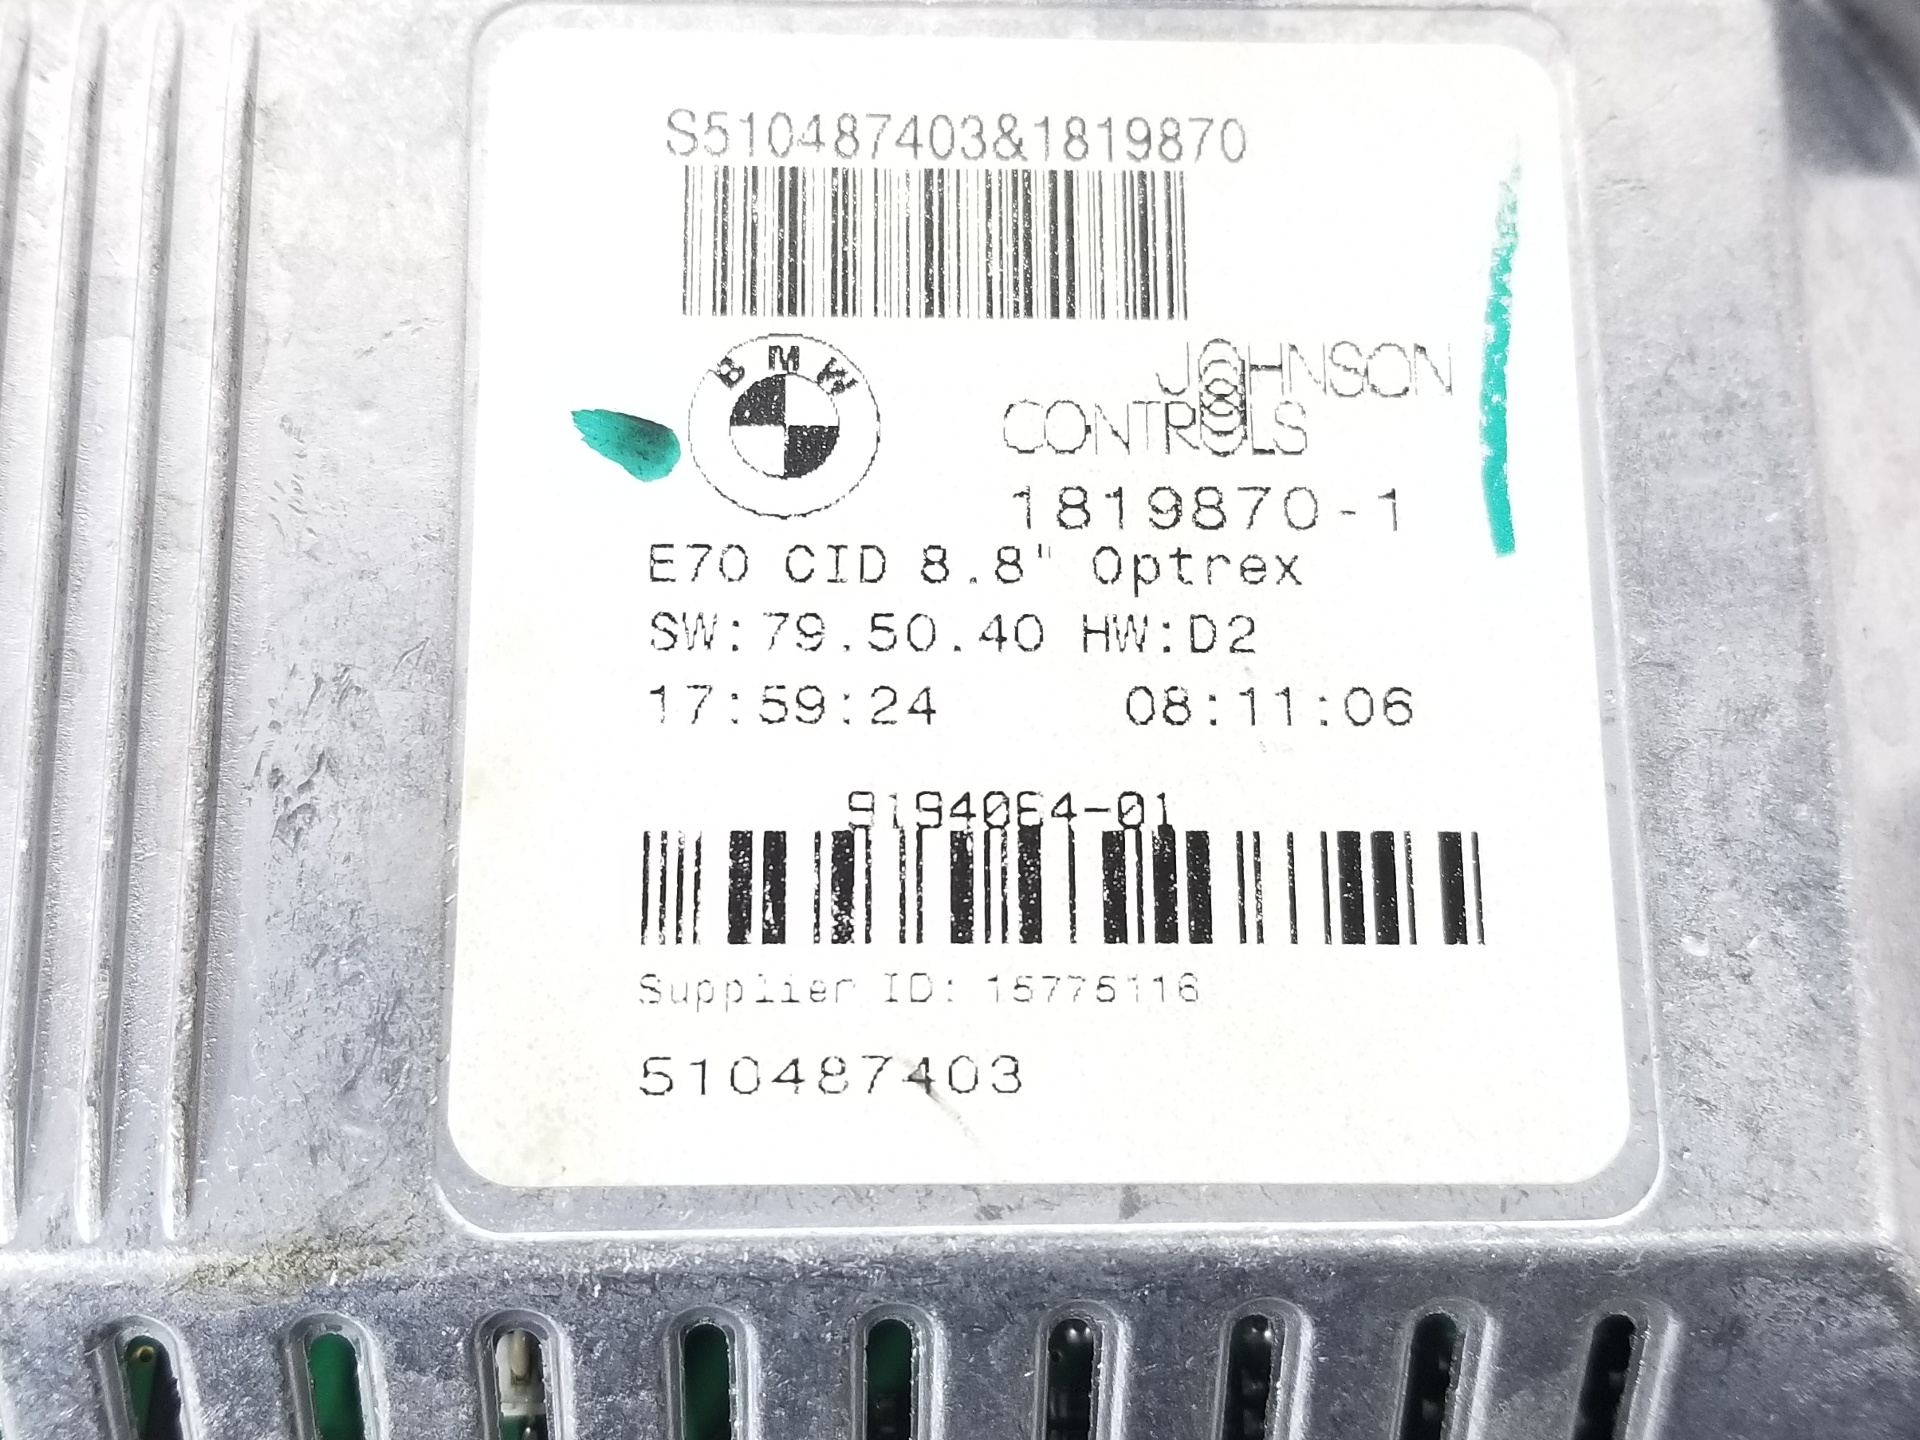 S510487403&1819870
BMW
JOHNSON
CONTROLS
1819870-1
E70 CID 8.8" Optrex
SW:79.50.40 HW:D2
17:59:24 08:11:06
9194064-01
Supplier ID: 15775116
510487403